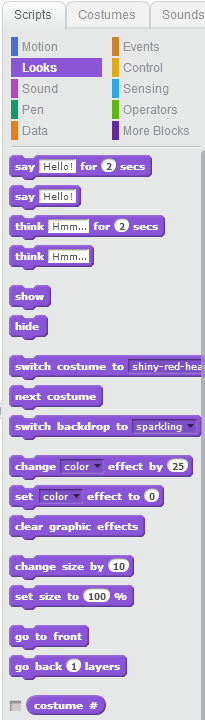 Scripts Costumes Sounds
Motion Events
Looks Control
Sound Sensing
Pen Operators
Data More Blocks
say Hello! for 2 secs
say Hello!
think Hmm... for 2 secs
think Hmm...
show
hide
switch costume to shiny-red-hea
next costume
switch backdrop to sparkling
change color effect by 25
set color effect to 0
clear graphic effects
change size by 10
set size to 100 %
go to front
go back 1 layers
costume #